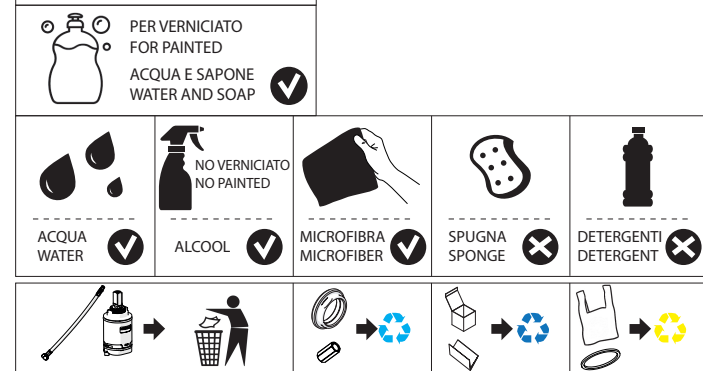 PER VERNICIATO
FOR PAINTED
ACQUA E SAPONE
WATER AND SOAP
NO VERNICIATO
NO PAINTED
ACQUA
WATER
ALCOOL
MICROFIBRA
MICROFIBER
SPUGNA
SPONGE
DETERGENTI
DETERGENT